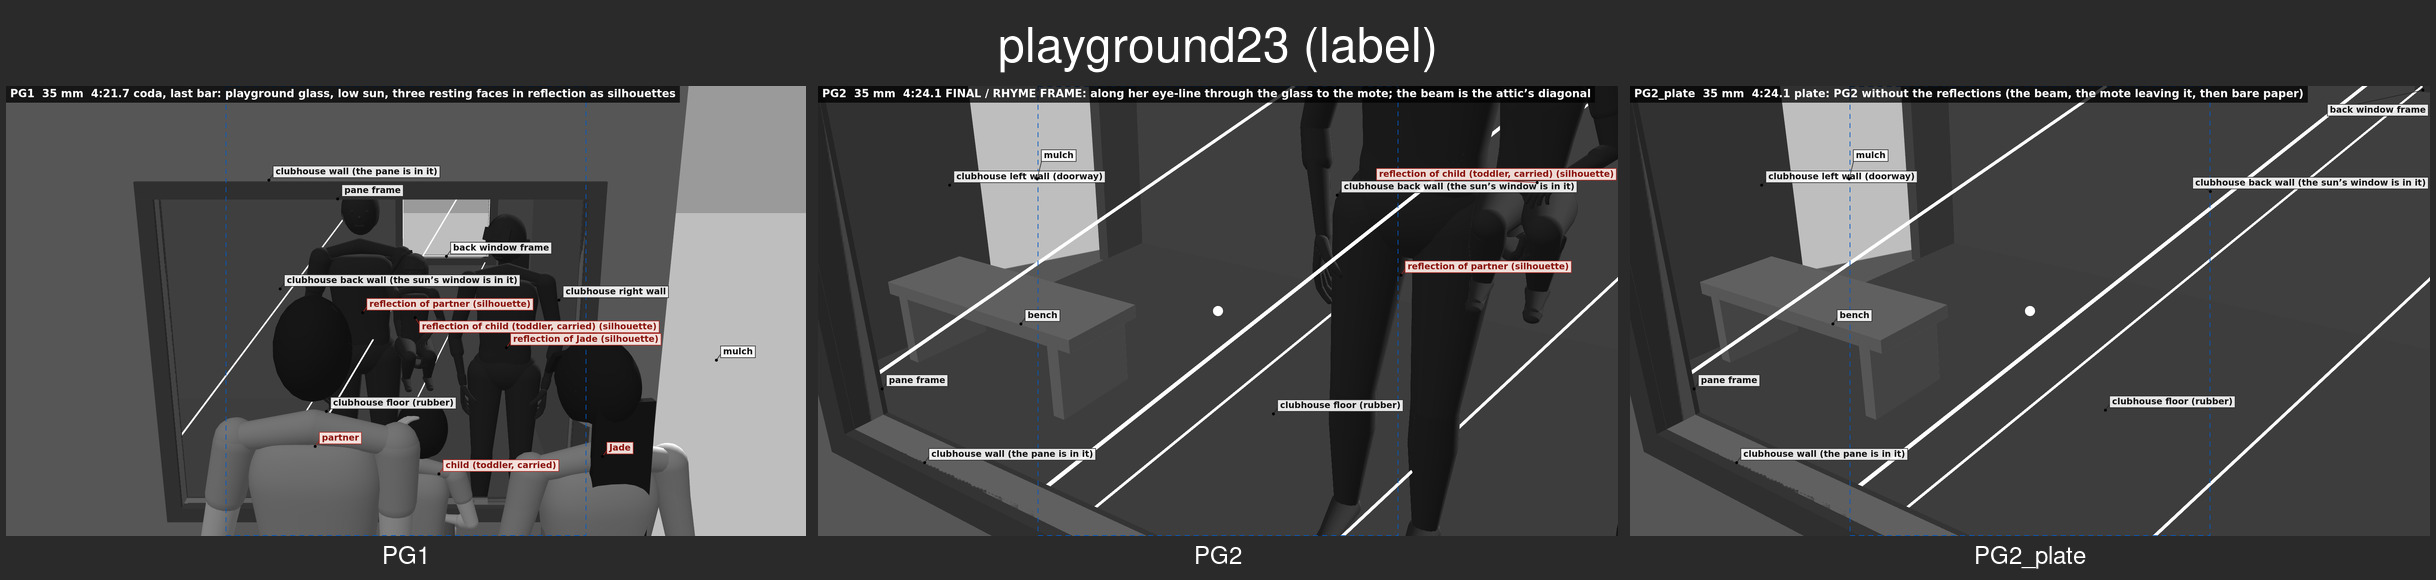 playground23 (label)
PG1 35 mm 4:21.7 coda, last bar: playground glass, low sun, three resting faces in reflection as silhouettes
clubhouse wall (the pane is in it)
pane frame
back window frame
clubhouse back wall (the sun’s window is in it)
clubhouse right wall
reflection of partner (silhouette)
reflection of child (toddler, carried) (silhouette)
reflection of Jade (silhouette)
mulch
clubhouse floor (rubber)
partner
Jade
child (toddler, carried)
PG1
PG2 35 mm 4:24.1 FINAL / RHYME FRAME: along her eye-line through the glass to the mote; the beam is the attic’s diagonal
mulch
clubhouse left wall (doorway)
reflection of child (toddler, carried) (silhouette)
clubhouse back wall (the sun’s window is in it)
reflection of partner (silhouette)
bench
pane frame
clubhouse floor (rubber)
clubhouse wall (the pane is in it)
PG2
PG2_plate 35 mm 4:24.1 plate: PG2 without the reflections (the beam, the mote leaving it, then bare paper)
back window frame
mulch
clubhouse left wall (doorway)
clubhouse back wall (the sun’s window is in it)
bench
pane frame
clubhouse floor (rubber)
clubhouse wall (the pane is in it)
PG2_plate